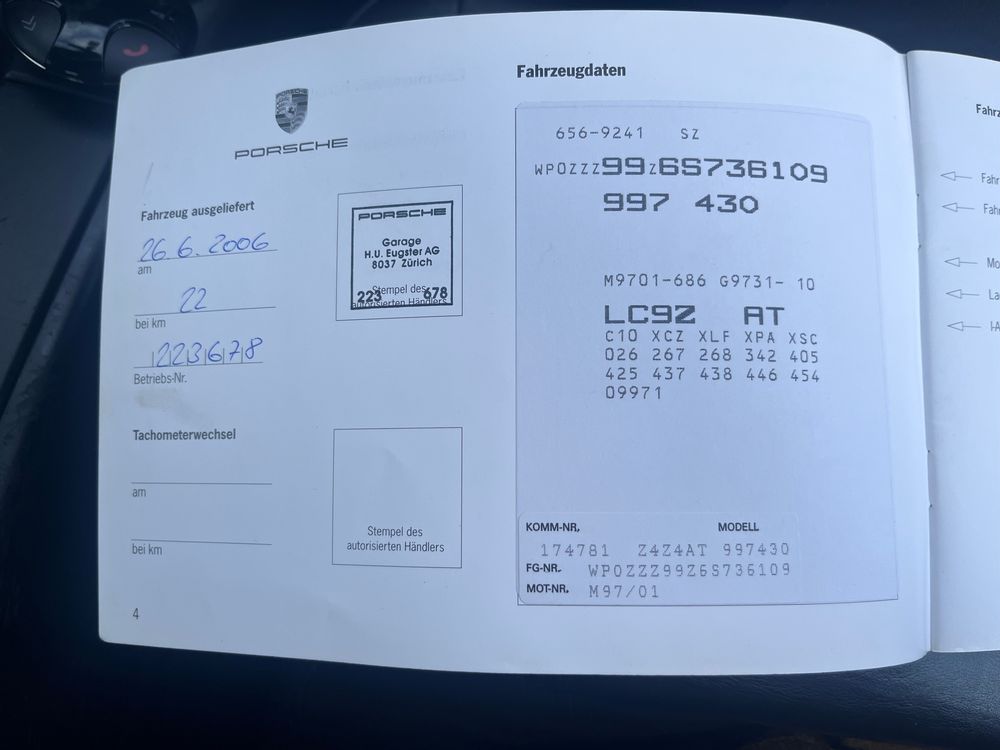 PORSCHE
Fahrzeug ausgeliefert
26.6.2006
am
22
bei km
223678
Betriebs-Nr.
PORSCHE
Garage
H.U. Eugster AG
8037 Zürich
Stempel des
autorisierten Händlers
223 678
Tachometerwechsel
am
bei km
Stempel des
autorisierten Händlers
4
Fahrzeugdaten
656-9241 SZ
WP0ZZZ99Z6S736109
997 430
M9701-686 G9731- 10
LC9Z AT
C10 XCZ XLF XPA XSC
026 267 268 342 405
425 437 438 446 454
09971
KOMM-NR. MODELL
174781 Z4Z4AT 997430
FG-NR. WP0ZZZ99Z6S736109
MOT-NR. M97/01